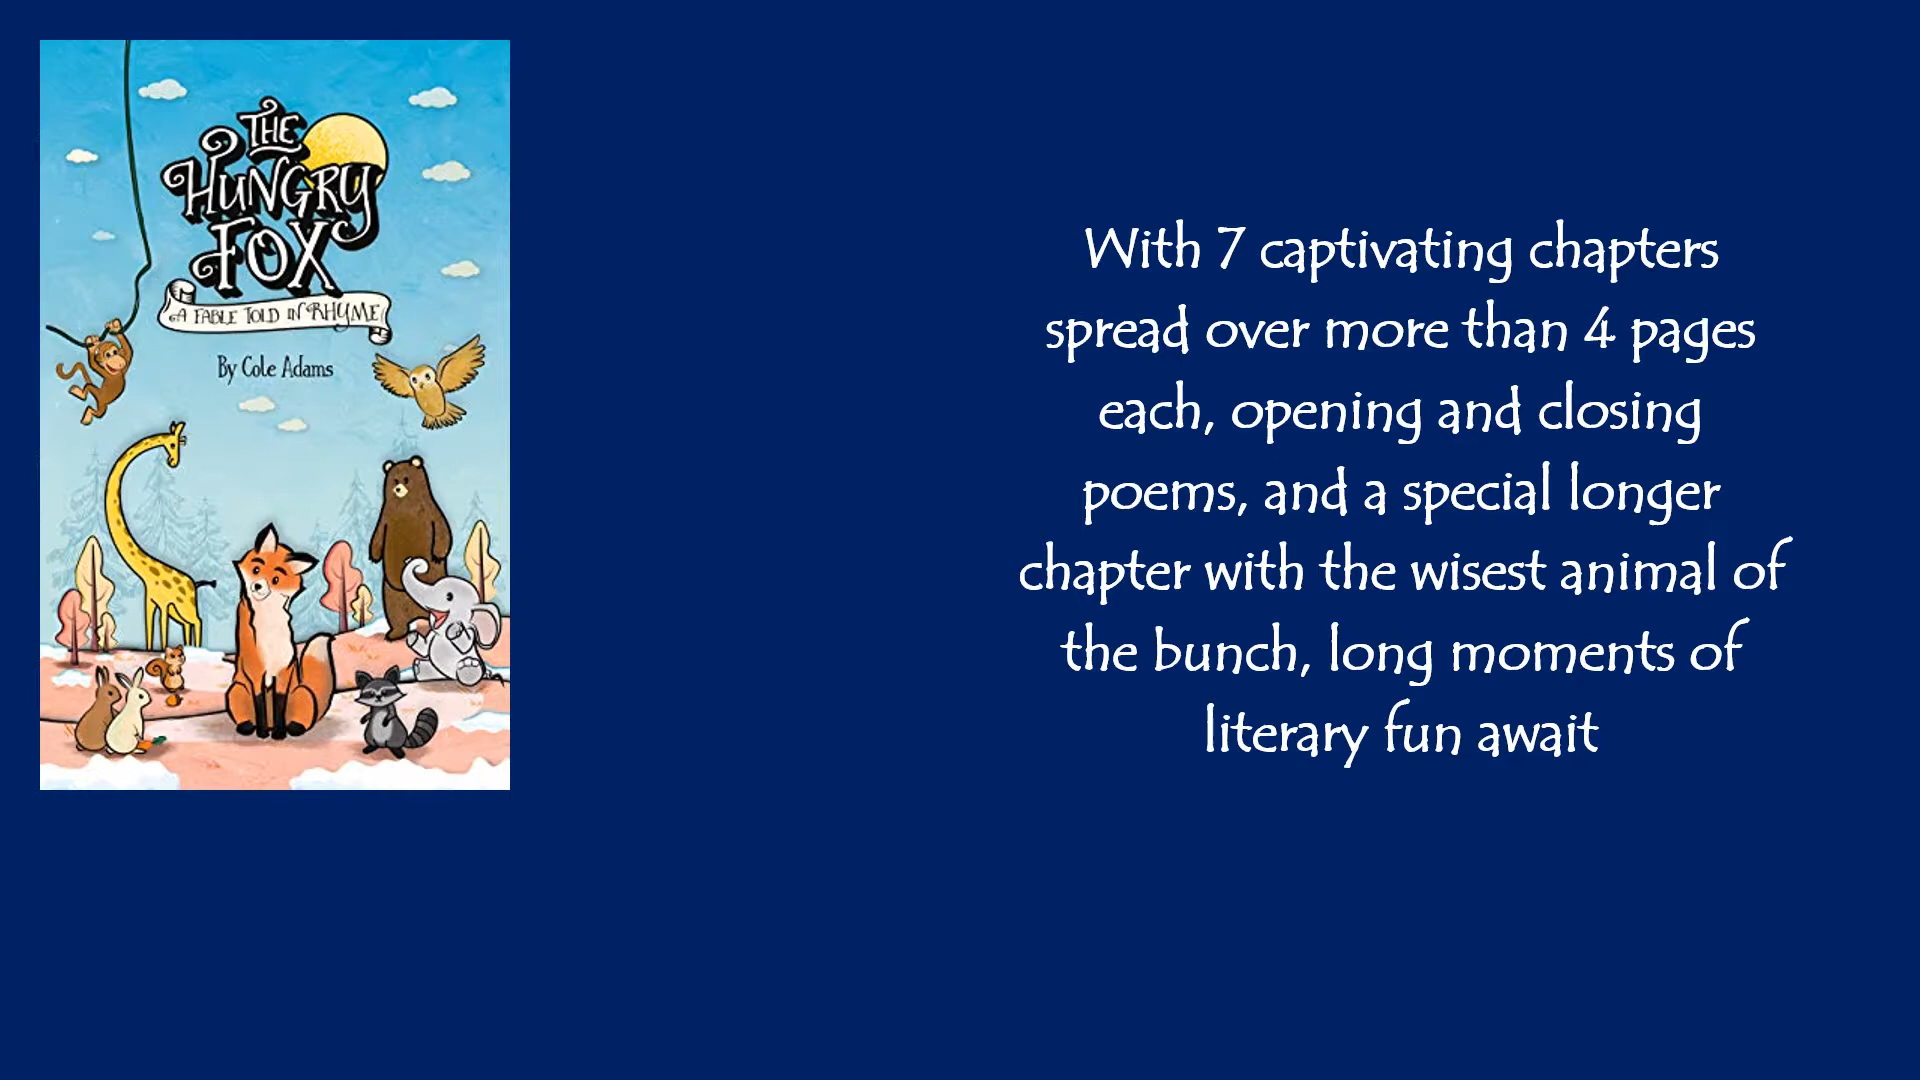 THE
HUNGRY
FOX
A FABLE TOLD IN RHYME
By Cole Adams
With 7 captivating chapters
spread over more than 4 pages
each, opening and closing
poems, and a special longer
chapter with the wisest animal of
the bunch, long moments of
literary fun await